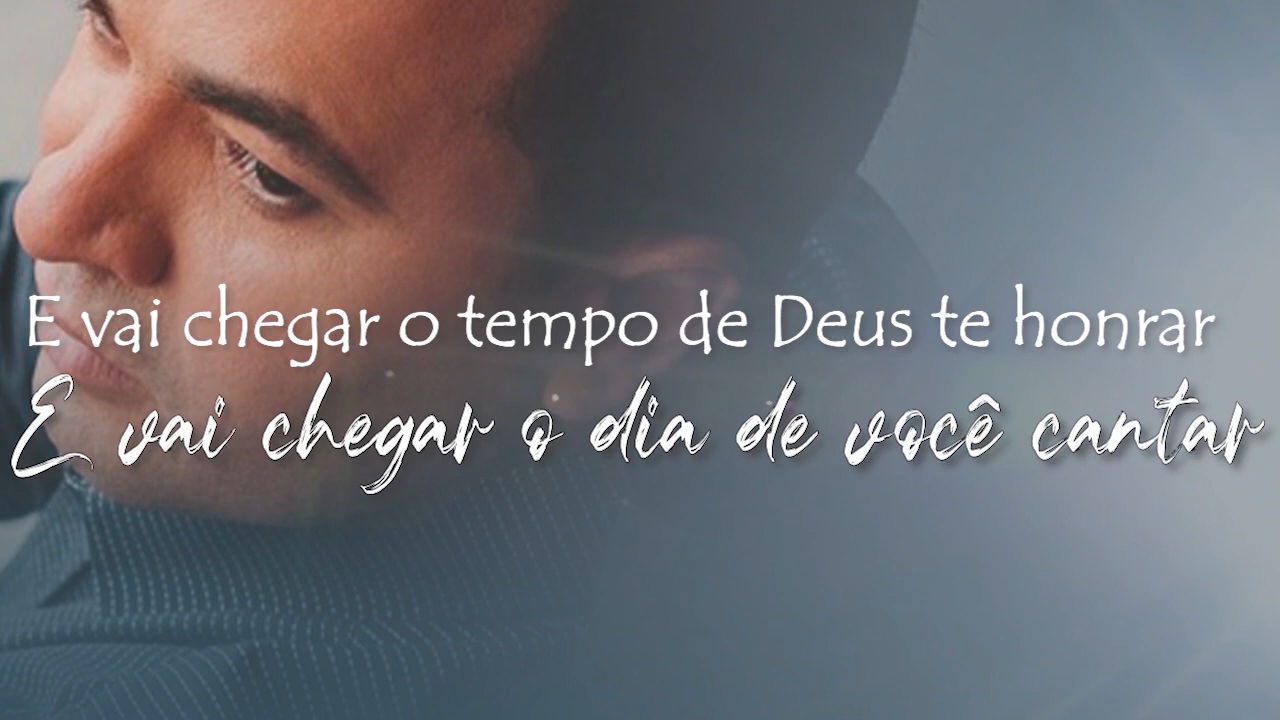 E vai chegar o tempo de Deus te honrar
E vai chegar o dia de você cantar